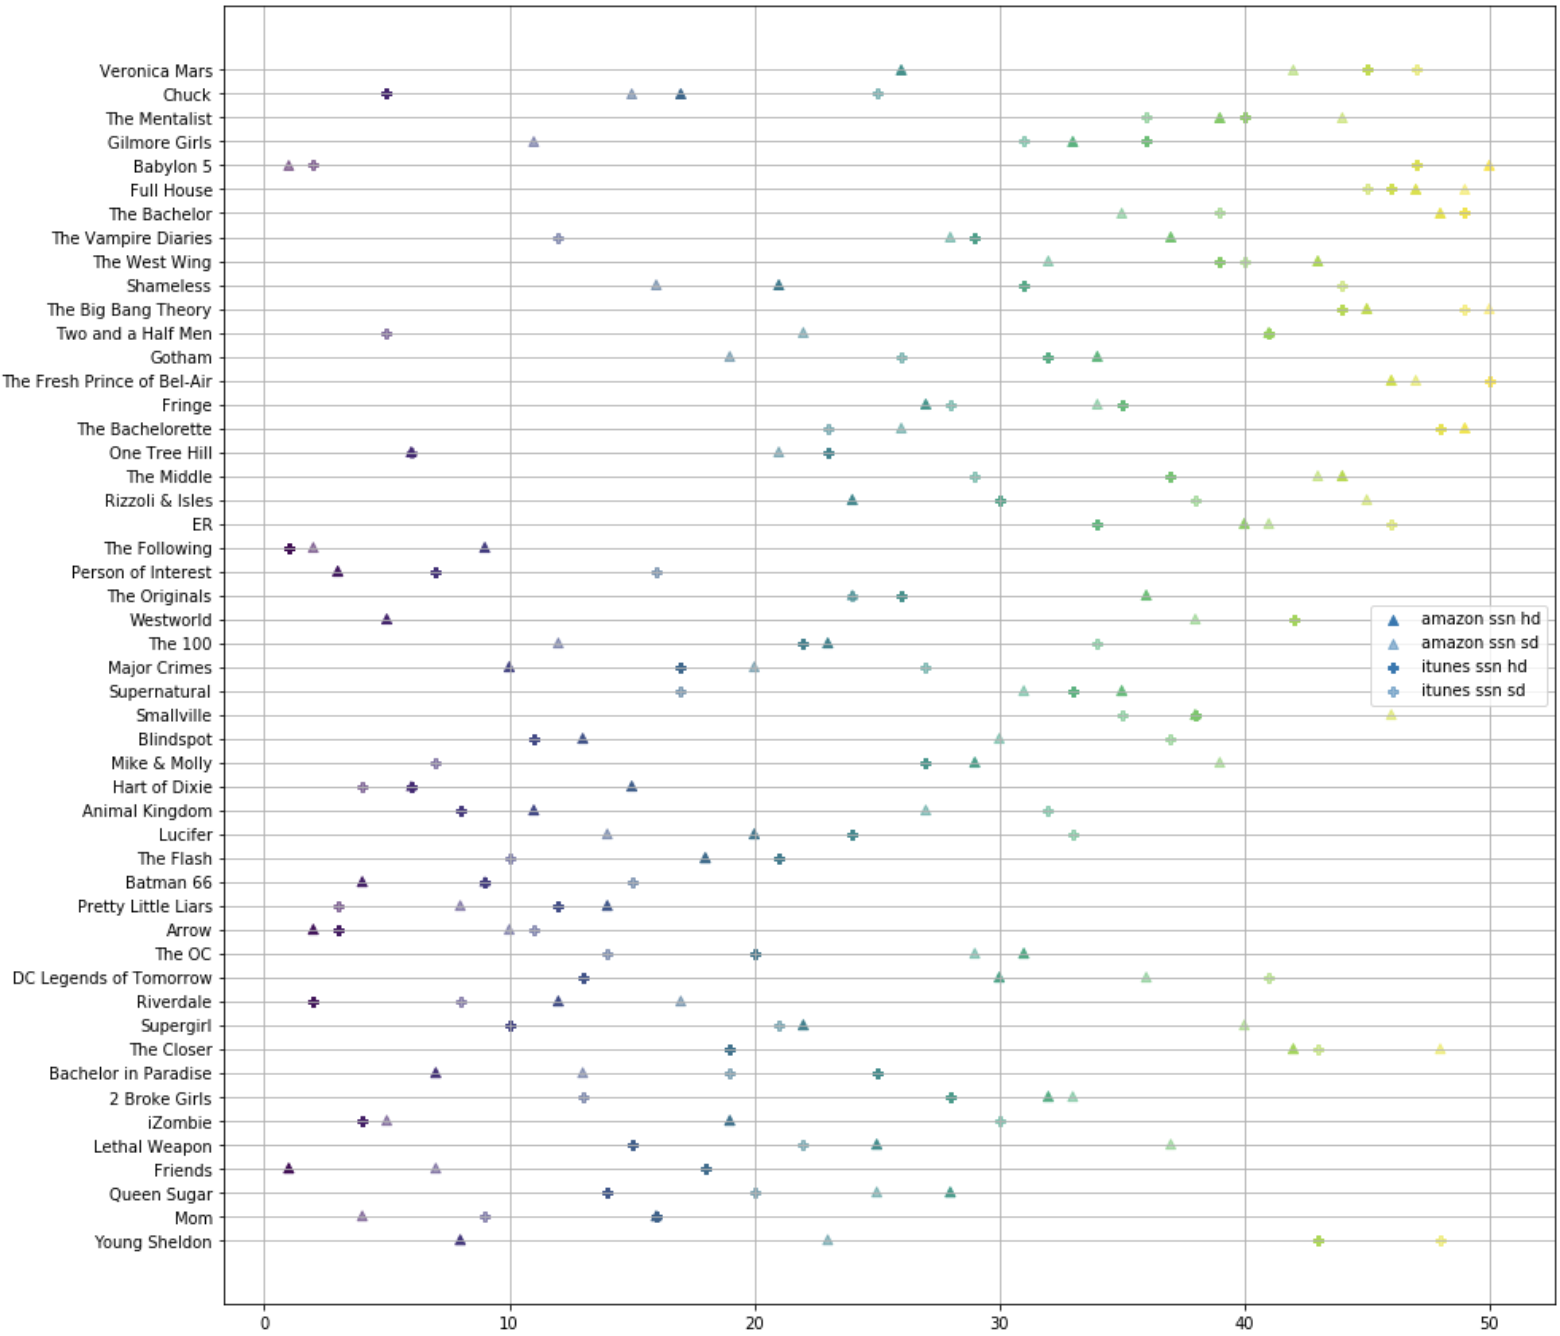 Veronica Mars
Chuck
The Mentalist
Gilmore Girls
Babylon 5
Full House
The Bachelor
The Vampire Diaries
The West Wing
Shameless
The Big Bang Theory
Two and a Half Men
Gotham
The Fresh Prince of Bel-Air
Fringe
The Bachelorette
One Tree Hill
The Middle
Rizzoli & Isles
ER
The Following
Person of Interest
The Originals
Westworld
The 100
Major Crimes
Supernatural
Smallville
Blindspot
Mike & Molly
Hart of Dixie
Animal Kingdom
Lucifer
The Flash
Batman 66
Pretty Little Liars
Arrow
The OC
DC Legends of Tomorrow
Riverdale
Supergirl
The Closer
Bachelor in Paradise
2 Broke Girls
iZombie
Lethal Weapon
Friends
Queen Sugar
Mom
Young Sheldon
amazon ssn hd
amazon ssn sd
itunes ssn hd
itunes ssn sd
0 10 20 30 40 50